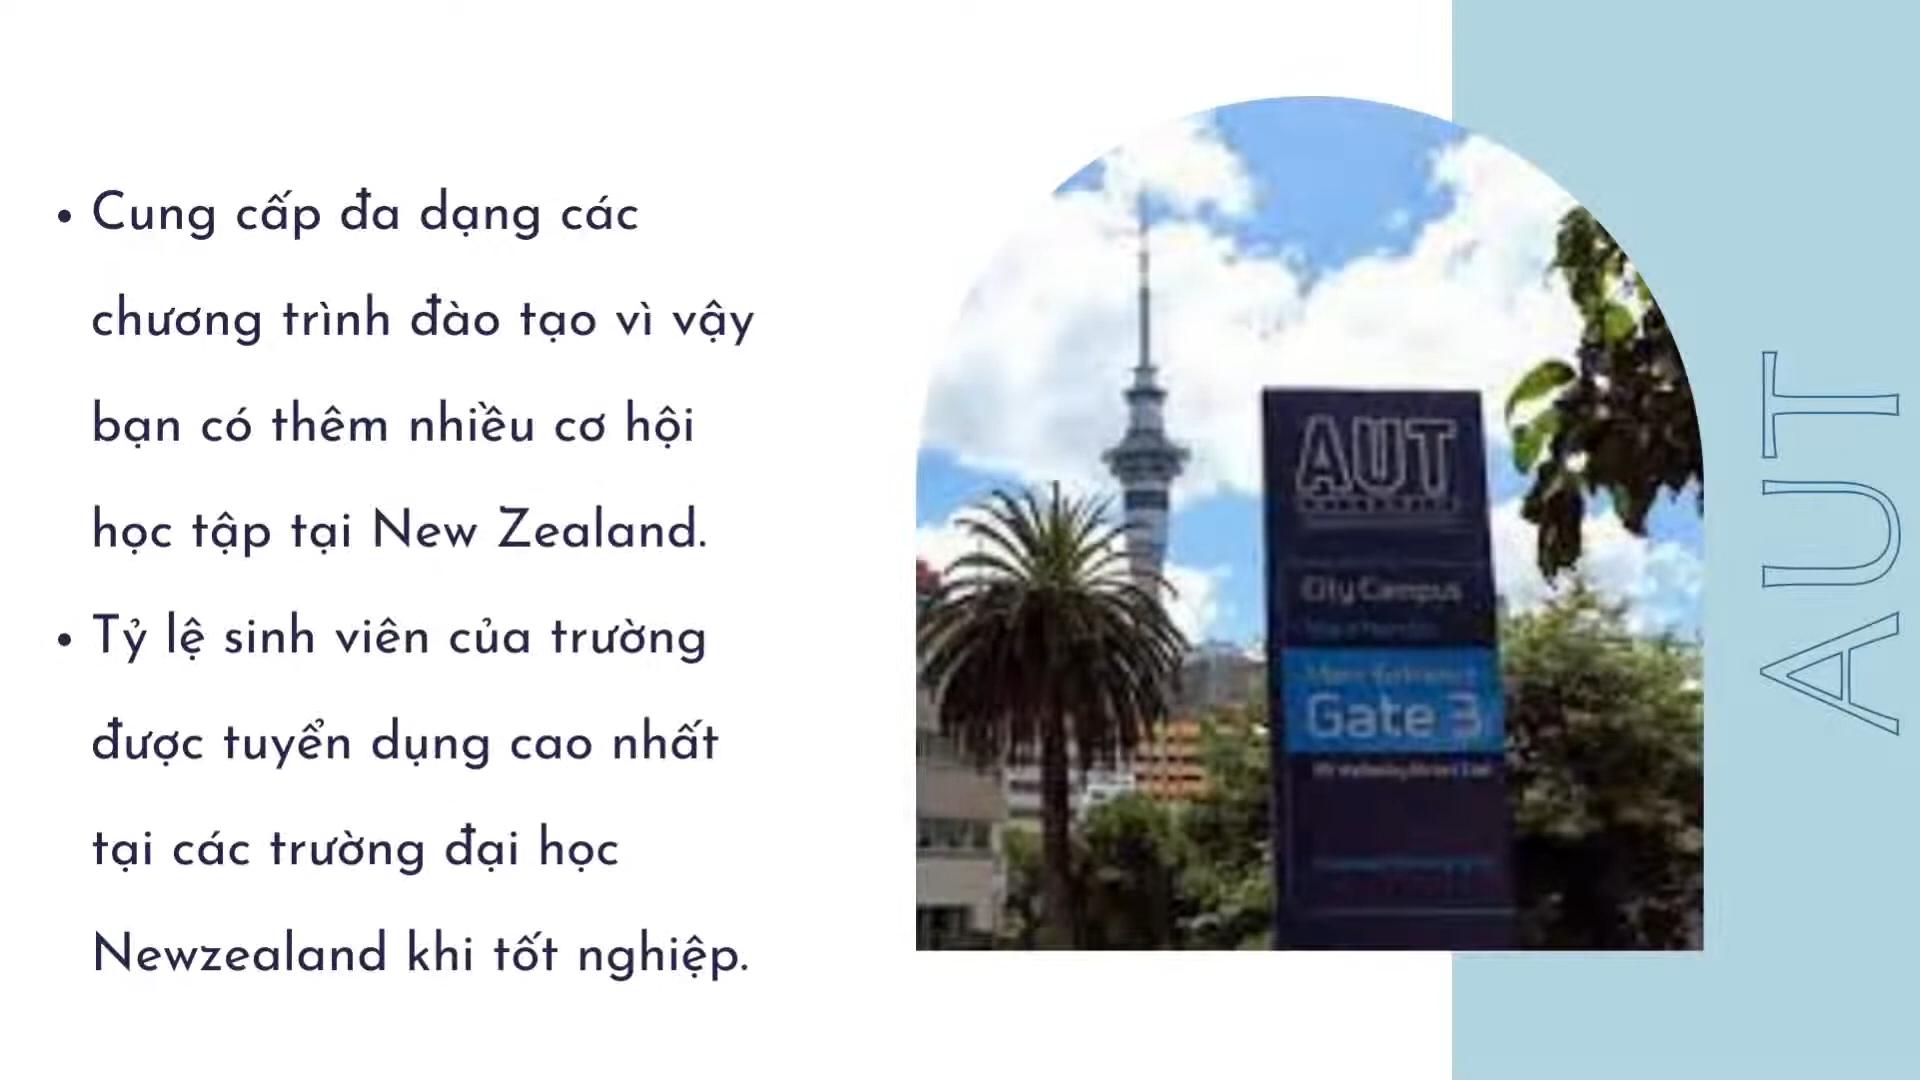 • Cung cấp đa dạng các
chương trình đào tạo vì vậy
bạn có thêm nhiều cơ hội
học tập tại New Zealand.
• Tỷ lệ sinh viên của trường
được tuyển dụng cao nhất
tại các trường đại học
Newzealand khi tốt nghiệp.
AUT
City Campus
Gate 3
AUT